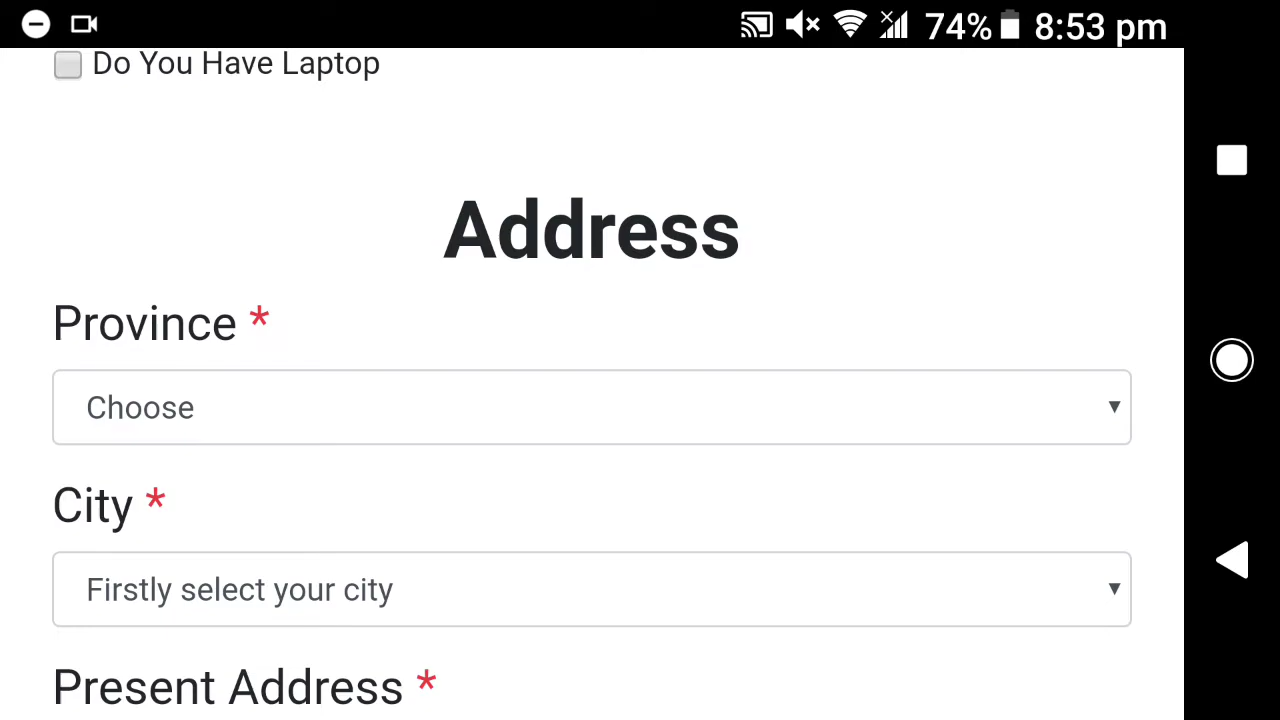 74% 8:53 pm
Do You Have Laptop
Address
Province *
Choose
City *
Firstly select your city
Present Address *